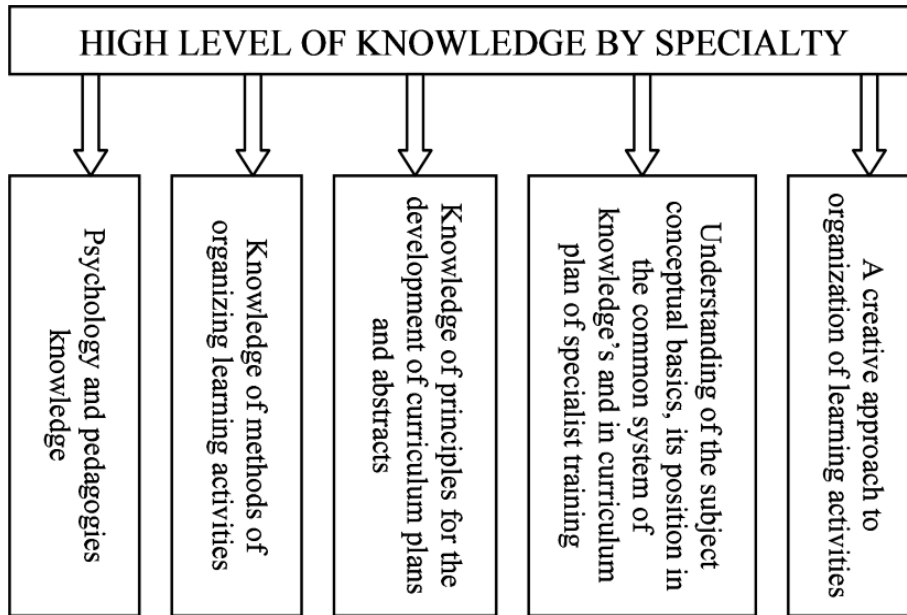 HIGH LEVEL OF KNOWLEDGE BY SPECIALTY
Psychology and pedagogies
knowledge
Knowledge of methods of
organizing learning activities
Knowledge of principles for the
development of curriculum plans
and abstracts
Understanding of the subject
conceptual basics, its position in
the common system of
knowledge's and in curriculum
plan of specialist training
A creative approach to
organization of learning activities